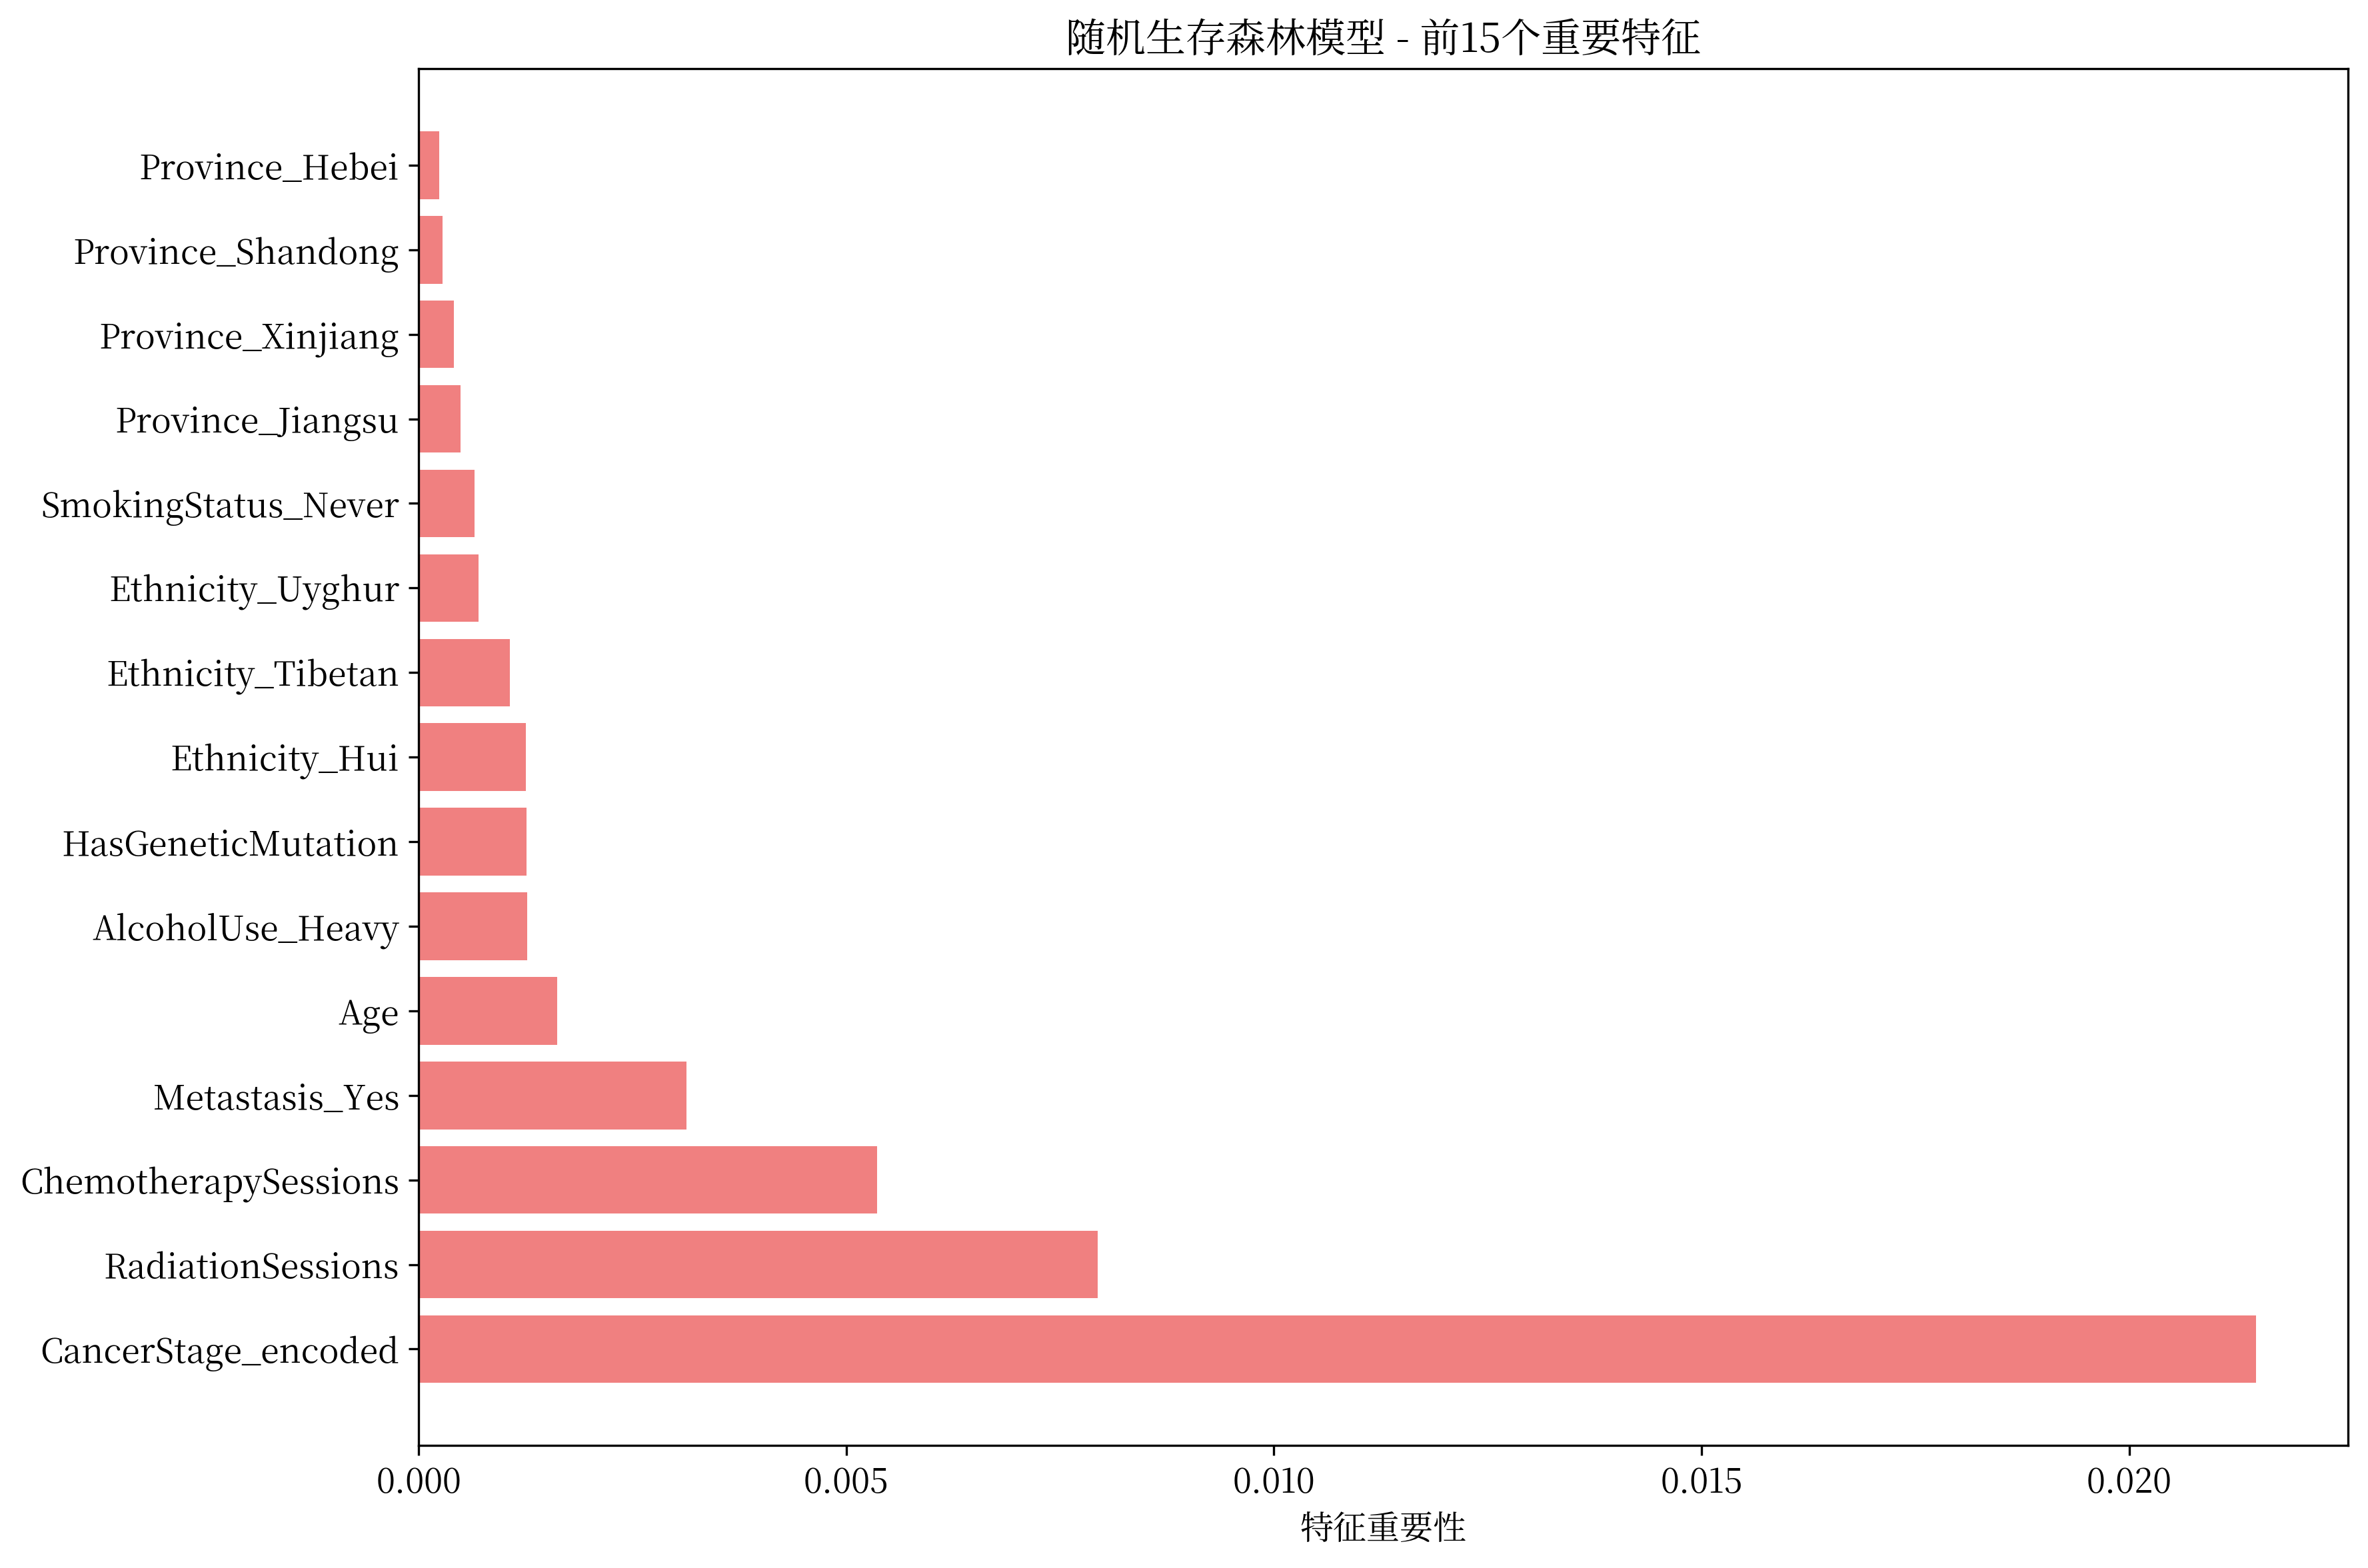 随机生存森林模型 - 前15个重要特征
Province_Hebei
Province_Shandong
Province_Xinjiang
Province_Jiangsu
SmokingStatus_Never
Ethnicity_Uyghur
Ethnicity_Tibetan
Ethnicity_Hui
HasGeneticMutation
AlcoholUse_Heavy
Age
Metastasis_Yes
ChemotherapySessions
RadiationSessions
CancerStage_encoded
0.000 0.005 0.010 0.015 0.020
特征重要性